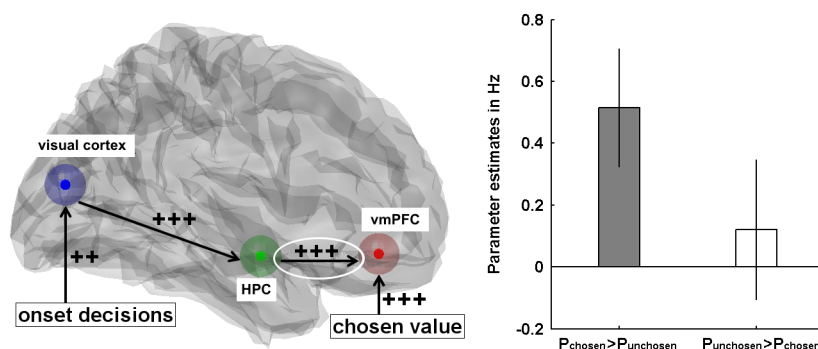 visual cortex
+++
vmPFC
+++
++
HPC
+++
onset decisions
chosen value
Parameter estimates in Hz
0.8
0.6
0.4
0.2
0
-0.2
Pchosen>Punchosen
Punchosen>Pchosen